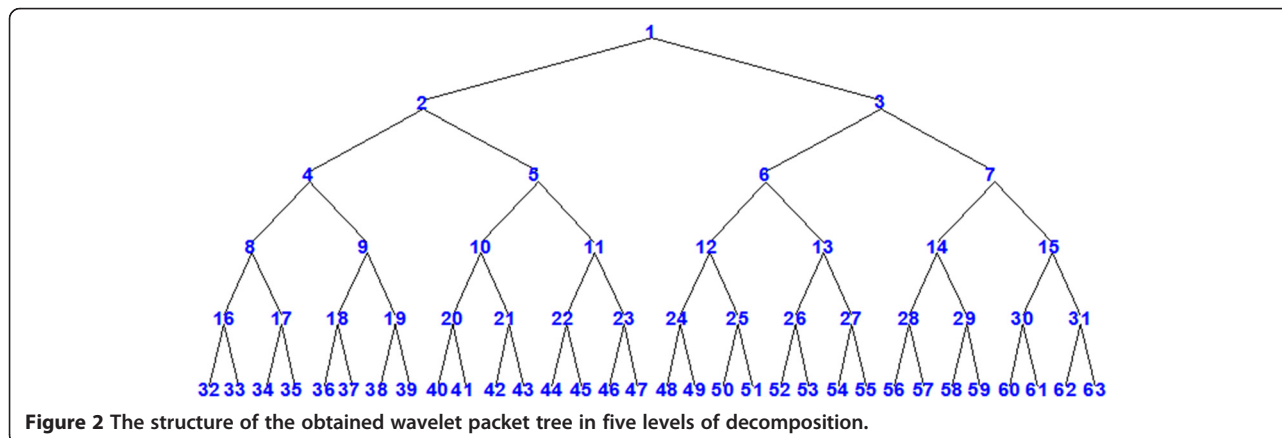 1
2 3
4 5 6 7
8 9 10 11 12 13 14 15
16 17 18 19 20 21 22 23 24 25 26 27 28 29 30 31
32 33 34 35 36 37 38 39 40 41 42 43 44 45 46 47 48 49 50 51 52 53 54 55 56 57 58 59 60 61 62 63
Figure 2 The structure of the obtained wavelet packet tree in five levels of decomposition.